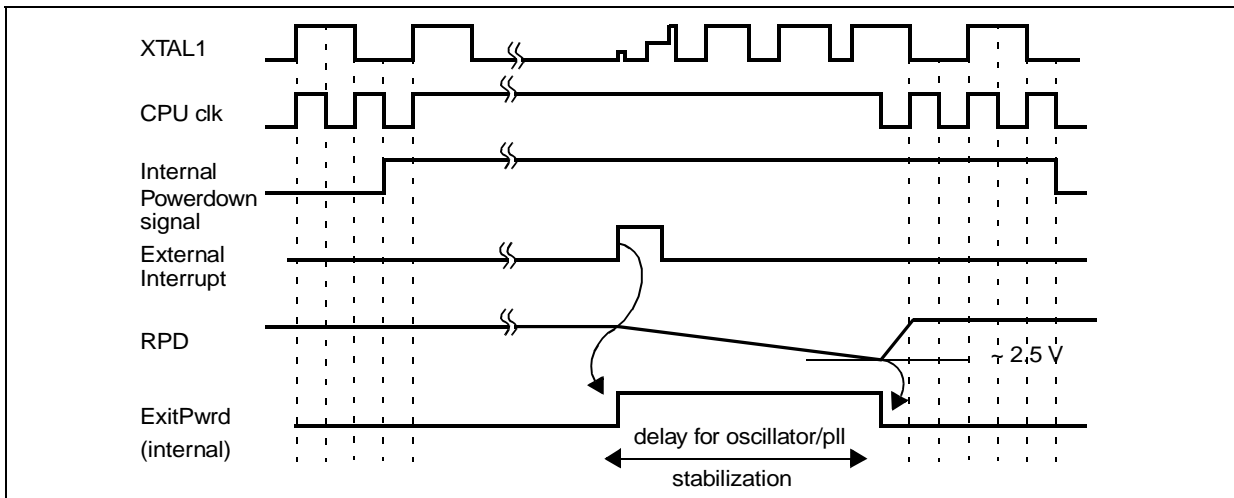 XTAL1
CPU clk
Internal
Powerdown
signal
External
Interrupt
RPD
~ 2.5 V
ExitPwrd
(internal)
delay for oscillator/pll
stabilization